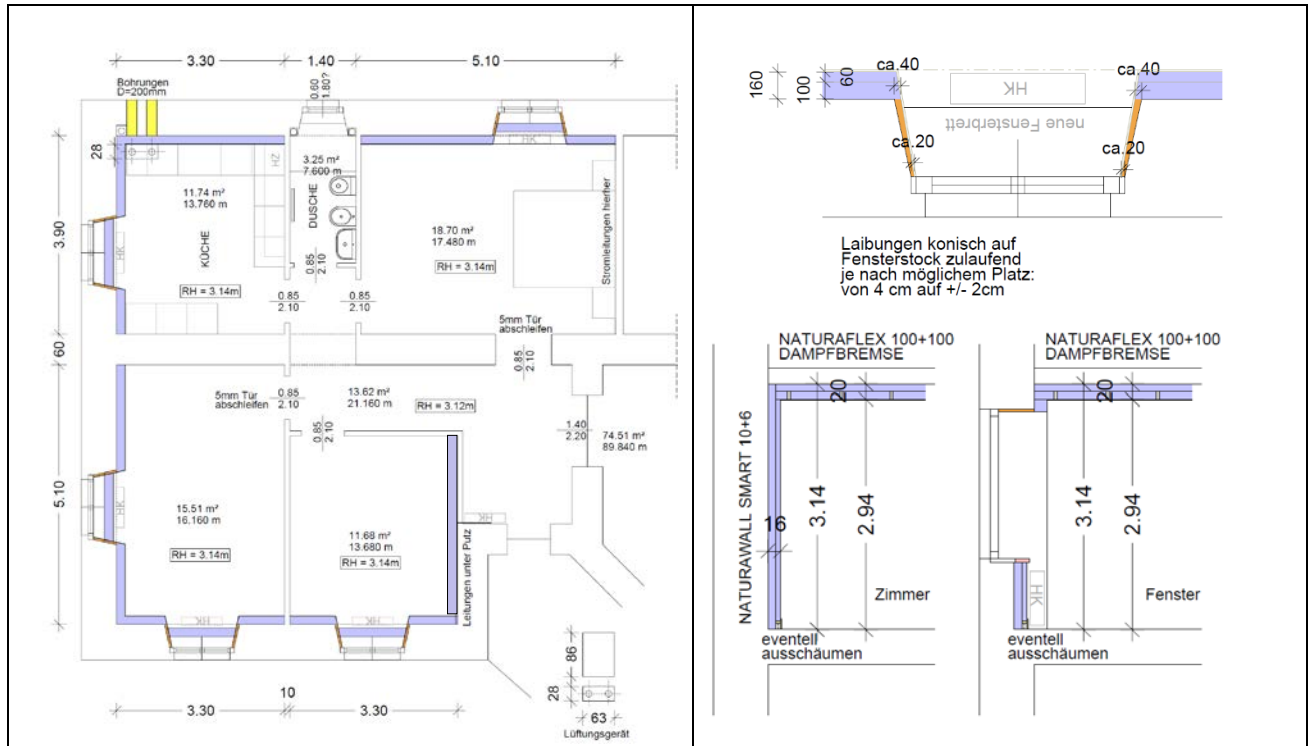 3.30
1.40
5.10
Bohrungen
D=200mm
0.60
1.80?
28
HZ
HK
3.25 m²
7.600 m
DUSCHE
11.74 m²
13.760 m
KÜCHE
HK
3.90
RH = 3.14m
0.85
2.10
18.70 m²
17.480 m
RH = 3.14m
Stromleitungen hierher
0.85
2.10
0.85
2.10
5mm Tür
abschleifen
0.85
2.10
60
5mm Tür
abschleifen
0.85
2.10
13.62 m²
21.160 m
RH = 3.12m
0.85
2.10
1.40
2.20
74.51 m²
89.840 m
5.10
HK
15.51 m²
16.160 m
RH = 3.14m
11.68 m²
13.680 m
RH = 3.14m
HK
Leitungen unter Putz
HK
HK
86
28
63
Lüftungsgerät
10
3.30
3.30
160
100
60
ca.40
ca.40
HK
neue Fensterbrett
ca.20
ca.20
Laibungen konisch auf
Fensterstock zulaufend
je nach möglichem Platz:
von 4 cm auf +/- 2cm
NATURAFLEX 100+100
DAMPFBREMSE
20
NATURAWALL SMART 10+6
16
3.14
2.94
Zimmer
eventell
ausschäumen
NATURAFLEX 100+100
DAMPFBREMSE
20
3.14
2.94
HK
Fenster
eventell
ausschäumen